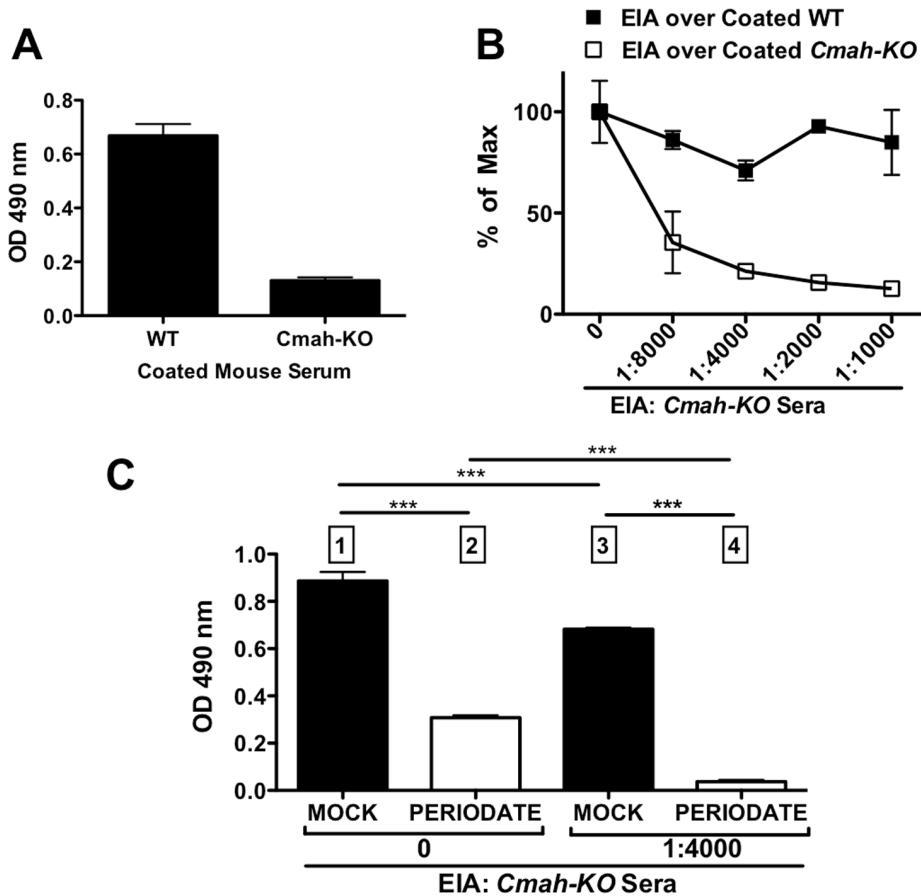 A
0.8
0.6
0.4
0.2
0.0
OD 490 nm
WT
Cmah-KO
Coated Mouse Serum
B
EIA over Coated WT
EIA over Coated Cmah-KO
100
50
0
% of Max
0
1:8000
1:4000
1:2000
1:1000
EIA: Cmah-KO Sera
C
***
***
***
***
1
2
3
4
1.0
0.8
0.6
0.4
0.2
0.0
OD 490 nm
MOCK
PERIODATE
MOCK
PERIODATE
0
1:4000
EIA: Cmah-KO Sera